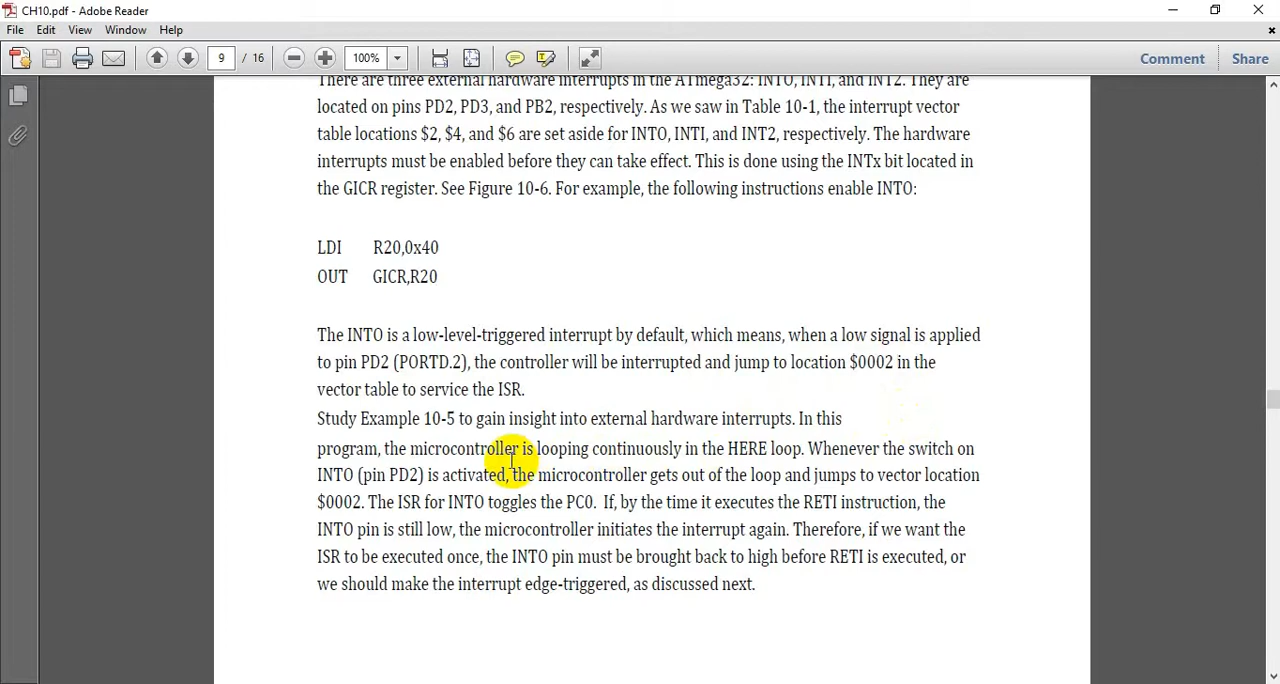 CH10.pdf - Adobe Reader
File Edit View Window Help
9 / 16 100% Comment Share
There are three external hardware interrupts in the ATmega32: INTO, INTI, and INT2. They are
located on pins PD2, PD3, and PB2, respectively. As we saw in Table 10-1, the interrupt vector
table locations $2, $4, and $6 are set aside for INTO, INTI, and INT2, respectively. The hardware
interrupts must be enabled before they can take effect. This is done using the INTx bit located in
the GICR register. See Figure 10-6. For example, the following instructions enable INTO:
LDI R20,0x40
OUT GICR,R20
The INTO is a low-level-triggered interrupt by default, which means, when a low signal is applied
to pin PD2 (PORTD.2), the controller will be interrupted and jump to location $0002 in the
vector table to service the ISR.
Study Example 10-5 to gain insight into external hardware interrupts. In this
program, the microcontroller is looping continuously in the HERE loop. Whenever the switch on
INTO (pin PD2) is activated, the microcontroller gets out of the loop and jumps to vector location
$0002. The ISR for INTO toggles the PC0. If, by the time it executes the RETI instruction, the
INTO pin is still low, the microcontroller initiates the interrupt again. Therefore, if we want the
ISR to be executed once, the INTO pin must be brought back to high before RETI is executed, or
we should make the interrupt edge-triggered, as discussed next.